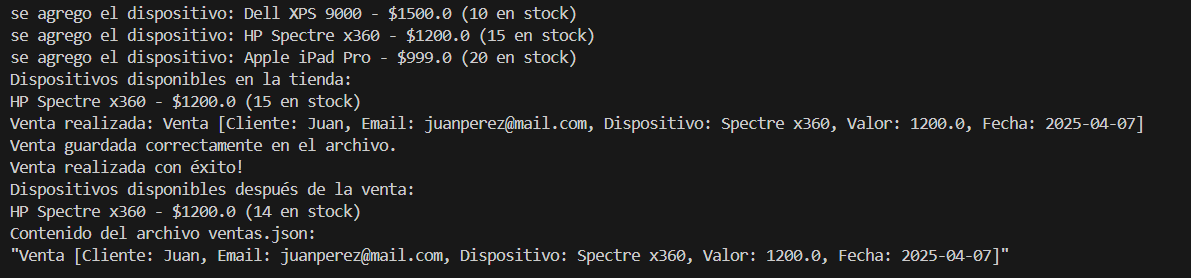 se agrego el dispositivo: Dell XPS 9000 - $1500.0 (10 en stock)
se agrego el dispositivo: HP Spectre x360 - $1200.0 (15 en stock)
se agrego el dispositivo: Apple iPad Pro - $999.0 (20 en stock)
Dispositivos disponibles en la tienda:
HP Spectre x360 - $1200.0 (15 en stock)
Venta realizada: Venta [Cliente: Juan, Email: juanperez@mail.com, Dispositivo: Spectre x360, Valor: 1200.0, Fecha: 2025-04-07]
Venta guardada correctamente en el archivo.
Venta realizada con éxito!
Dispositivos disponibles después de la venta:
HP Spectre x360 - $1200.0 (14 en stock)
Contenido del archivo ventas.json:
"Venta [Cliente: Juan, Email: juanperez@mail.com, Dispositivo: Spectre x360, Valor: 1200.0, Fecha: 2025-04-07]"